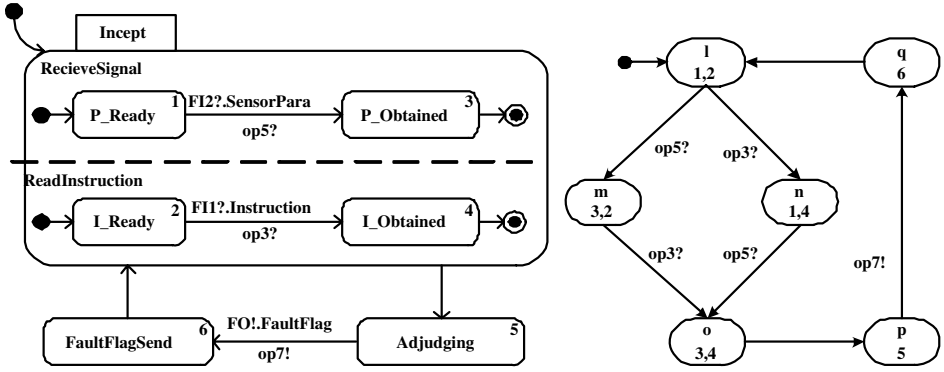 Incept
RecieveSignal
1
P_Ready
FI2?.SensorPara
op5?
3
P_Obtained
ReadInstruction
2
I_Ready
FI1?.Instruction
op3?
4
I_Obtained
6
FaultFlagSend
FO!.FaultFlag
op7!
5
Adjudging
l
1,2
q
6
op5?
op3?
m
3,2
n
1,4
op3?
op5?
op7!
o
3,4
p
5